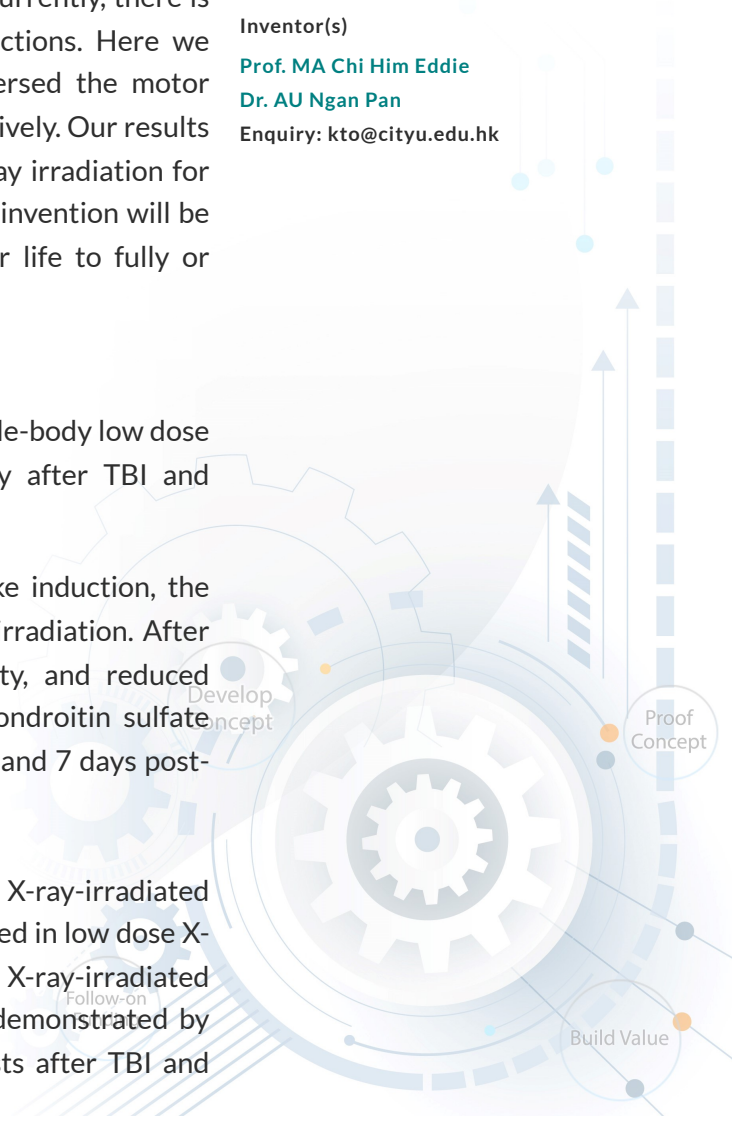 urrently, there is
ctions. Here we
ersed the motor
ively. Our results
ay irradiation for
invention will be
r life to fully or
le-body low dose
y after TBI and
ke induction, the
rradiation. After
ty, and reduced
ondroitin sulfate
and 7 days post-
X-ray-irradiated
ed in low dose X-
X-ray-irradiated
demonstrated by
ts after TBI and
Inventor(s)
Prof. MA Chi Him Eddie
Dr. AU Ngan Pan
Enquiry: kto@cityu.edu.hk
Develop
Concept
Proof
Concept
Follow-on
Build Value